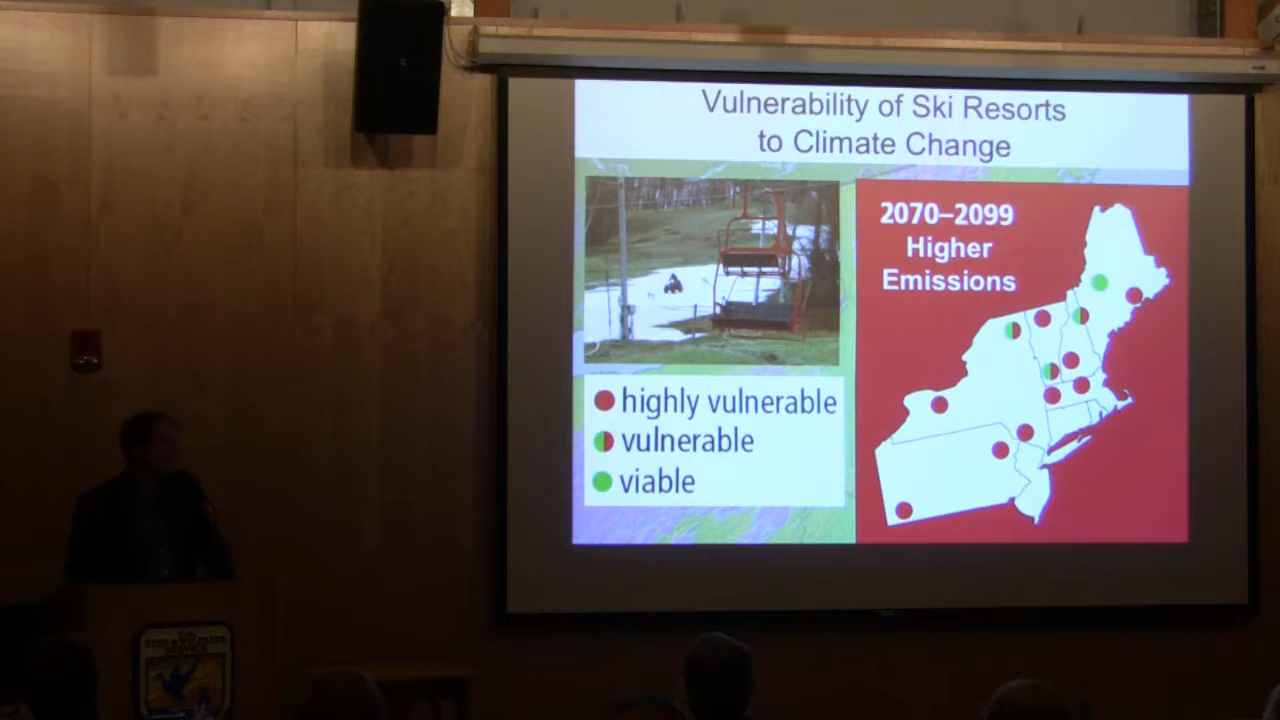 Vulnerability of Ski Resorts
to Climate Change
2070–2099
Higher
Emissions
highly vulnerable
vulnerable
viable